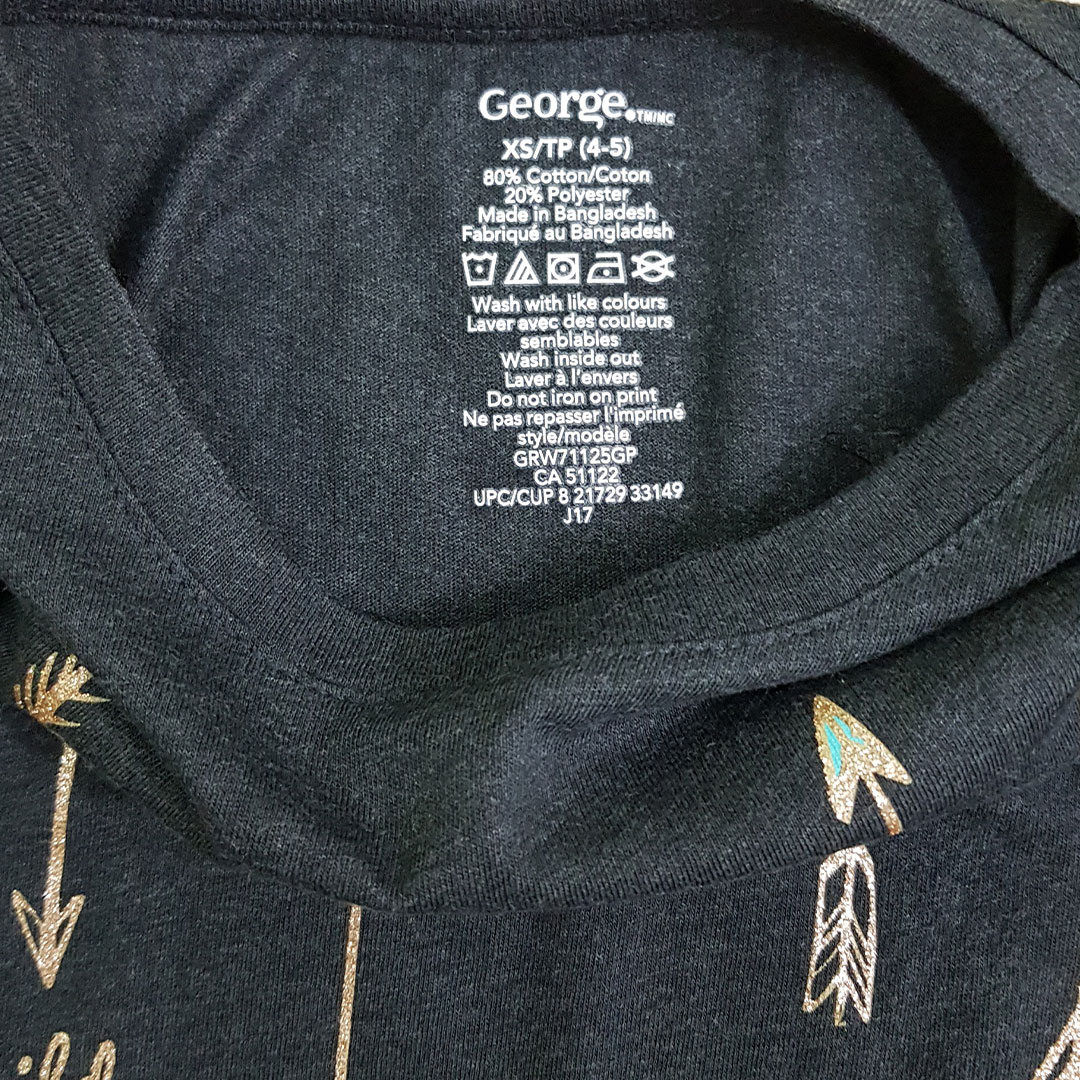 George.TM/MC
XS/TP (4-5)
80% Cotton/Coton
20% Polyester
Made in Bangladesh
Fabriqué au Bangladesh
Wash with like colours
Laver avec des couleurs
semblables
Wash inside out
Laver à l'envers
Do not iron on print
Ne pas repasser l'imprimé
style/modèle
GRW71125GP
CA 51122
UPC/CUP 8 21729 33149
J17